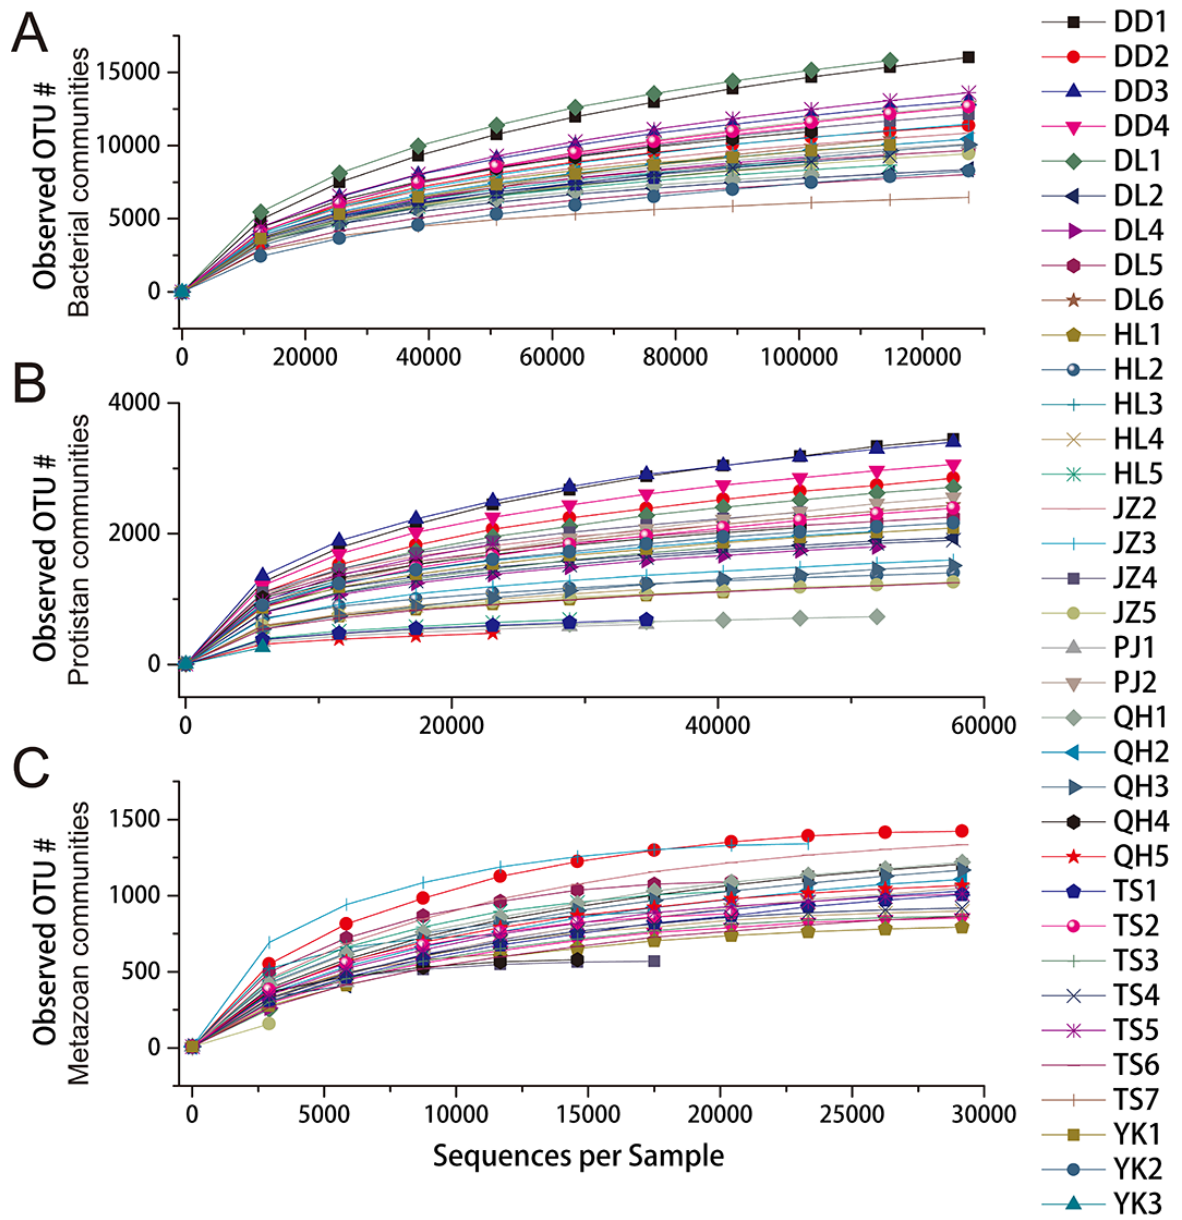 A
Observed OTU #
Bacterial communities
15000
10000
5000
0
0 20000 40000 60000 80000 100000 120000
B
Observed OTU #
Protistan communities
4000
2000
0
0 20000 40000 60000
C
Observed OTU #
Metazoan communities
1500
1000
500
0
0 5000 10000 15000 20000 25000 30000
Sequences per Sample
DD1
DD2
DD3
DD4
DL1
DL2
DL4
DL5
DL6
HL1
HL2
HL3
HL4
HL5
JZ2
JZ3
JZ4
JZ5
PJ1
PJ2
QH1
QH2
QH3
QH4
QH5
TS1
TS2
TS3
TS4
TS5
TS6
TS7
YK1
YK2
YK3